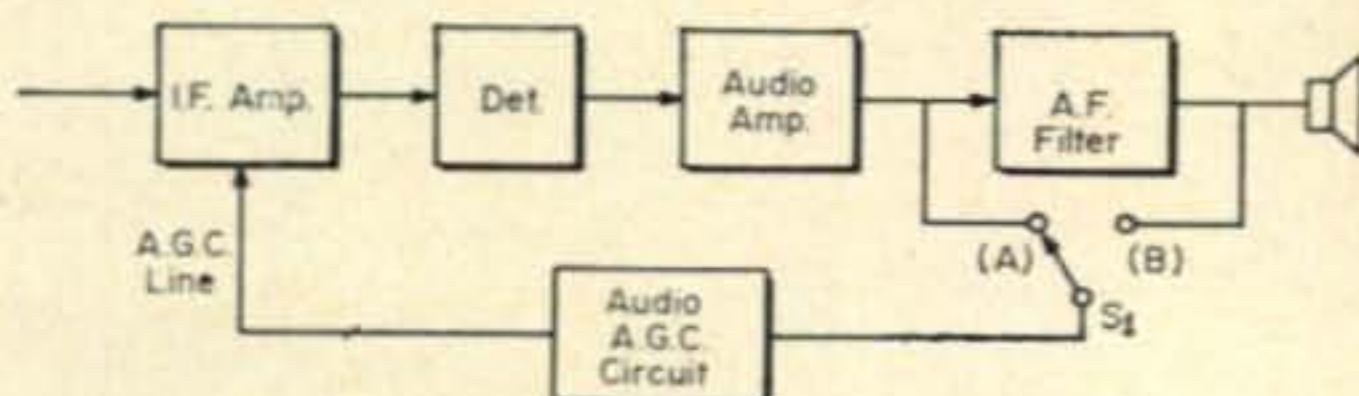 I.F. Amp.
Det.
Audio
Amp.
A.F.
Filter
A.G.C.
Line
(A)
(B)
S1
Audio
A.G.C.
Circuit